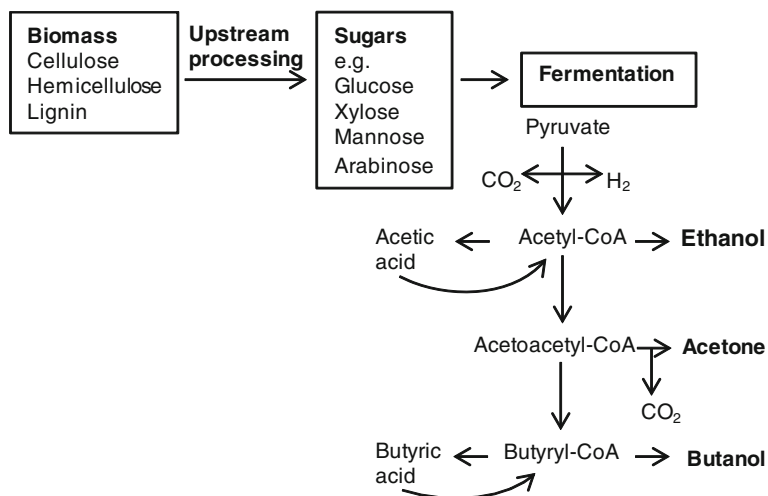 Biomass
Cellulose
Hemicellulose
Lignin
Upstream
processing
Sugars
e.g.
Glucose
Xylose
Mannose
Arabinose
Fermentation
Pyruvate
CO₂
H₂
Acetic
acid
Acetyl-CoA
Ethanol
Acetoacetyl-CoA
Acetone
CO₂
Butyric
acid
Butyryl-CoA
Butanol